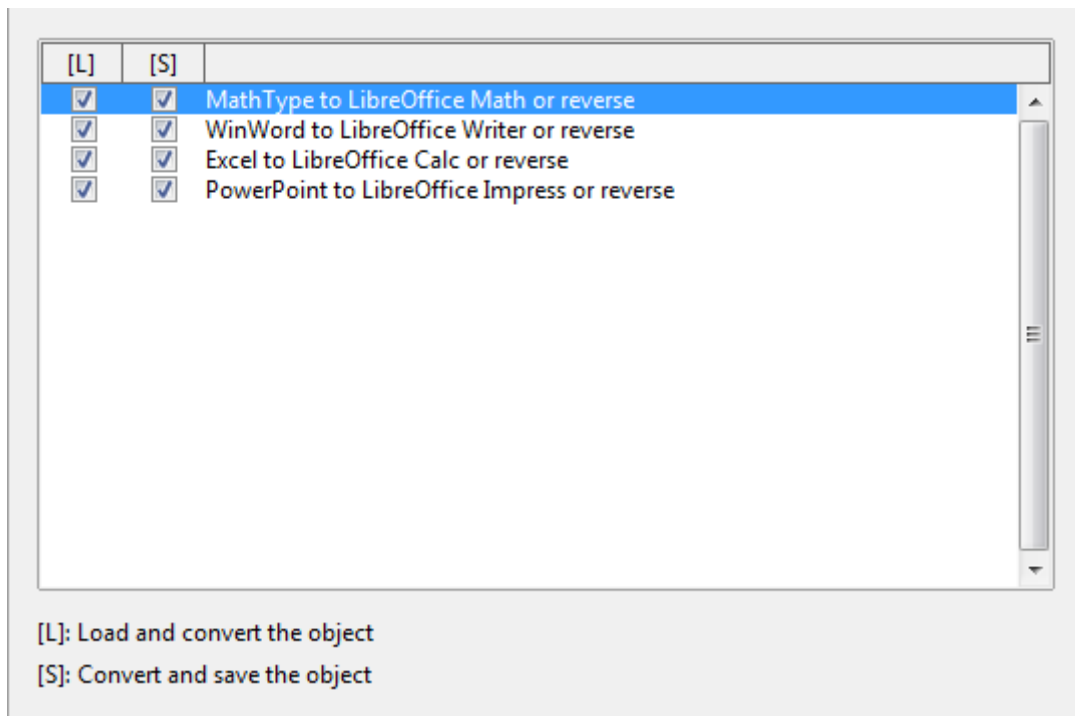 [L] [S]
MathType to LibreOffice Math or reverse
WinWord to LibreOffice Writer or reverse
Excel to LibreOffice Calc or reverse
PowerPoint to LibreOffice Impress or reverse
[L]: Load and convert the object
[S]: Convert and save the object